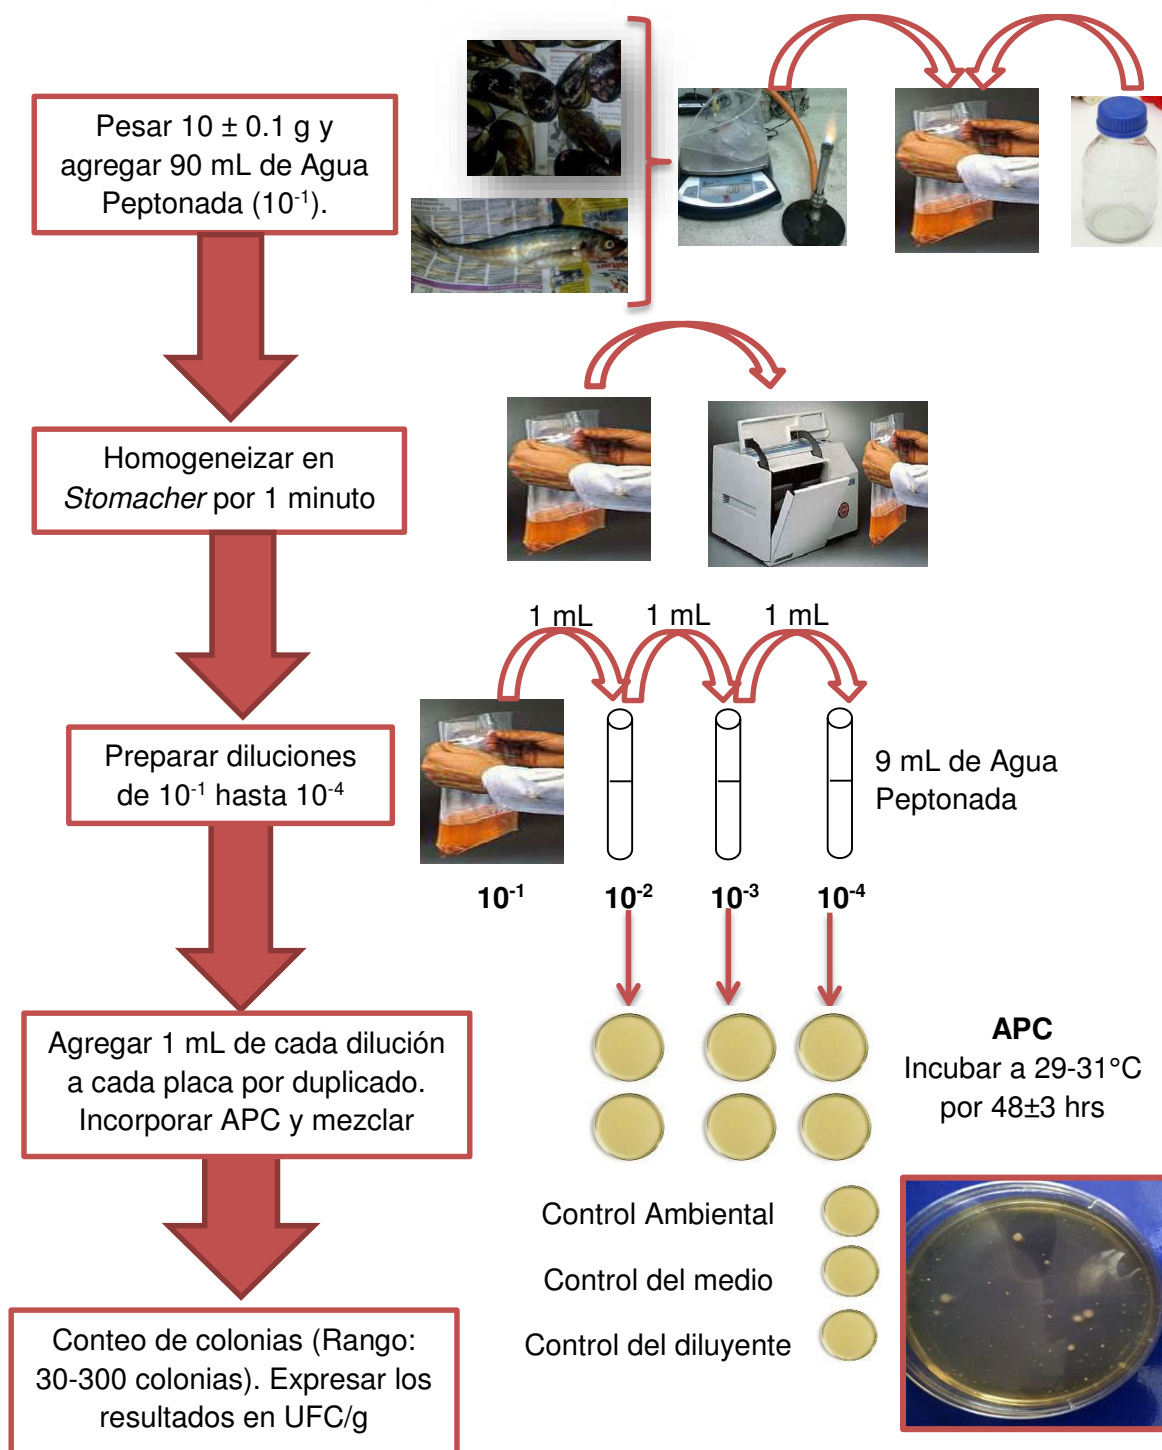 Pesar 10 ± 0.1 g y
agregar 90 mL de Agua
Peptonada (10⁻¹).
Homogeneizar en
Stomacher por 1 minuto
1 mL 1 mL 1 mL
Preparar diluciones
de 10⁻¹ hasta 10⁻⁴
9 mL de Agua
Peptonada
10⁻¹ 10⁻² 10⁻³ 10⁻⁴
Agregar 1 mL de cada dilución
a cada placa por duplicado.
Incorporar APC y mezclar
APC
Incubar a 29-31°C
por 48±3 hrs
Control Ambiental
Control del medio
Control del diluyente
Conteo de colonias (Rango:
30-300 colonias). Expresar los
resultados en UFC/g